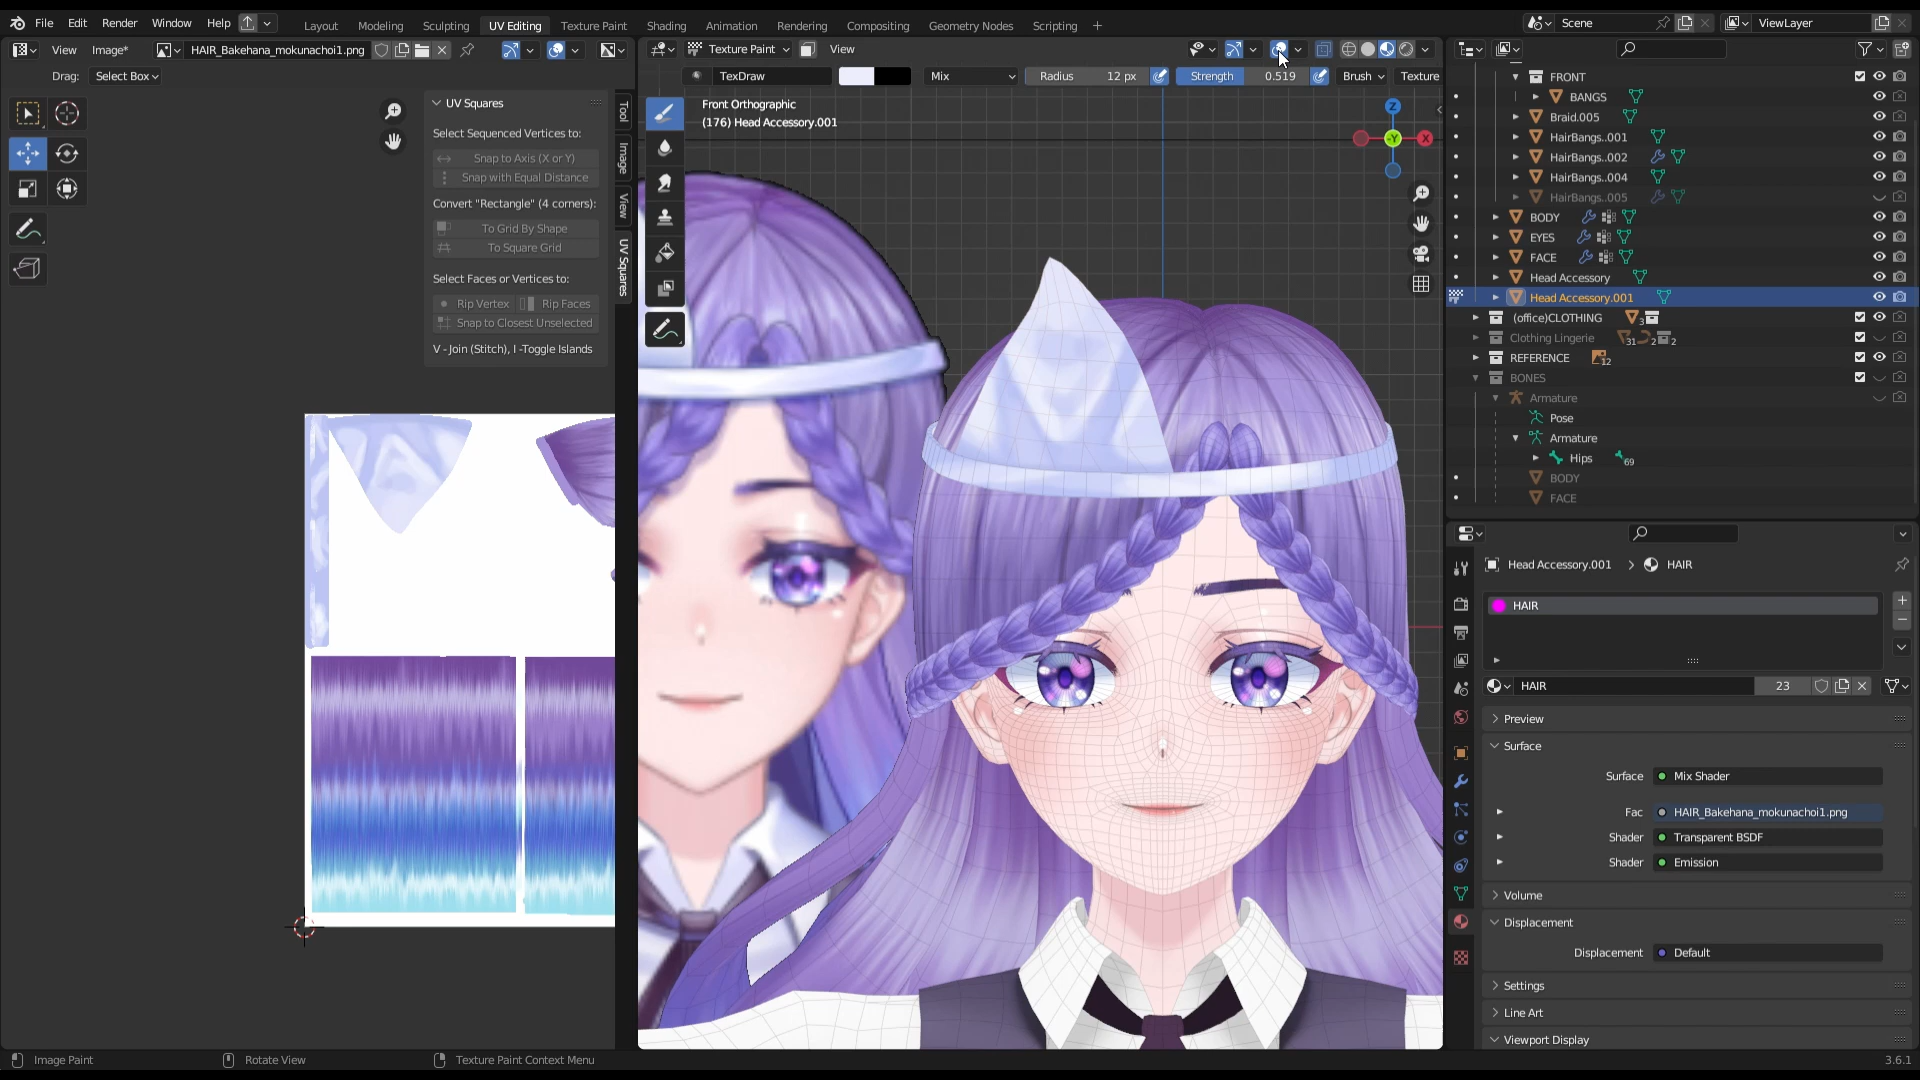 File Edit Render Window Help
Layout Modeling Sculpting UV Editing Texture Paint Shading Animation Rendering Compositing Geometry Nodes Scripting +
Scene
ViewLayer
View Image* HAIR_Bakehana_mokunachoi1.png
Texture Paint View
Drag: Select Box
TexDraw Mix Radius 12 px Strength 0.519 Brush Texture
UV Squares
Select Sequenced Vertices to:
Snap to Axis (X or Y)
Snap with Equal Distance
Convert "Rectangle" (4 corners):
To Grid By Shape
To Square Grid
Select Faces or Vertices to:
Rip Vertex Rip Faces
Snap to Closest Unselected
V - Join (Stitch), I -Toggle Islands
Tool
Image
View
UV Squares
Front Orthographic
(176) Head Accessory.001
Z
-Y
X
FRONT
BANGS
Braid.005
HairBangs..001
HairBangs..002
HairBangs..004
HairBangs..005
BODY
EYES
FACE
Head Accessory
Head Accessory.001
(office)CLOTHING 3
Clothing Lingerie 31 2 2
REFERENCE 12
BONES
Armature
Pose
Armature
Hips 69
BODY
FACE
Head Accessory.001 HAIR
HAIR
HAIR 23
Preview
Surface
Surface Mix Shader
Fac HAIR_Bakehana_mokunachoi1.png
Shader Transparent BSDF
Shader Emission
Volume
Displacement
Displacement Default
Settings
Line Art
Viewport Display
Image Paint Rotate View Texture Paint Context Menu 3.6.1